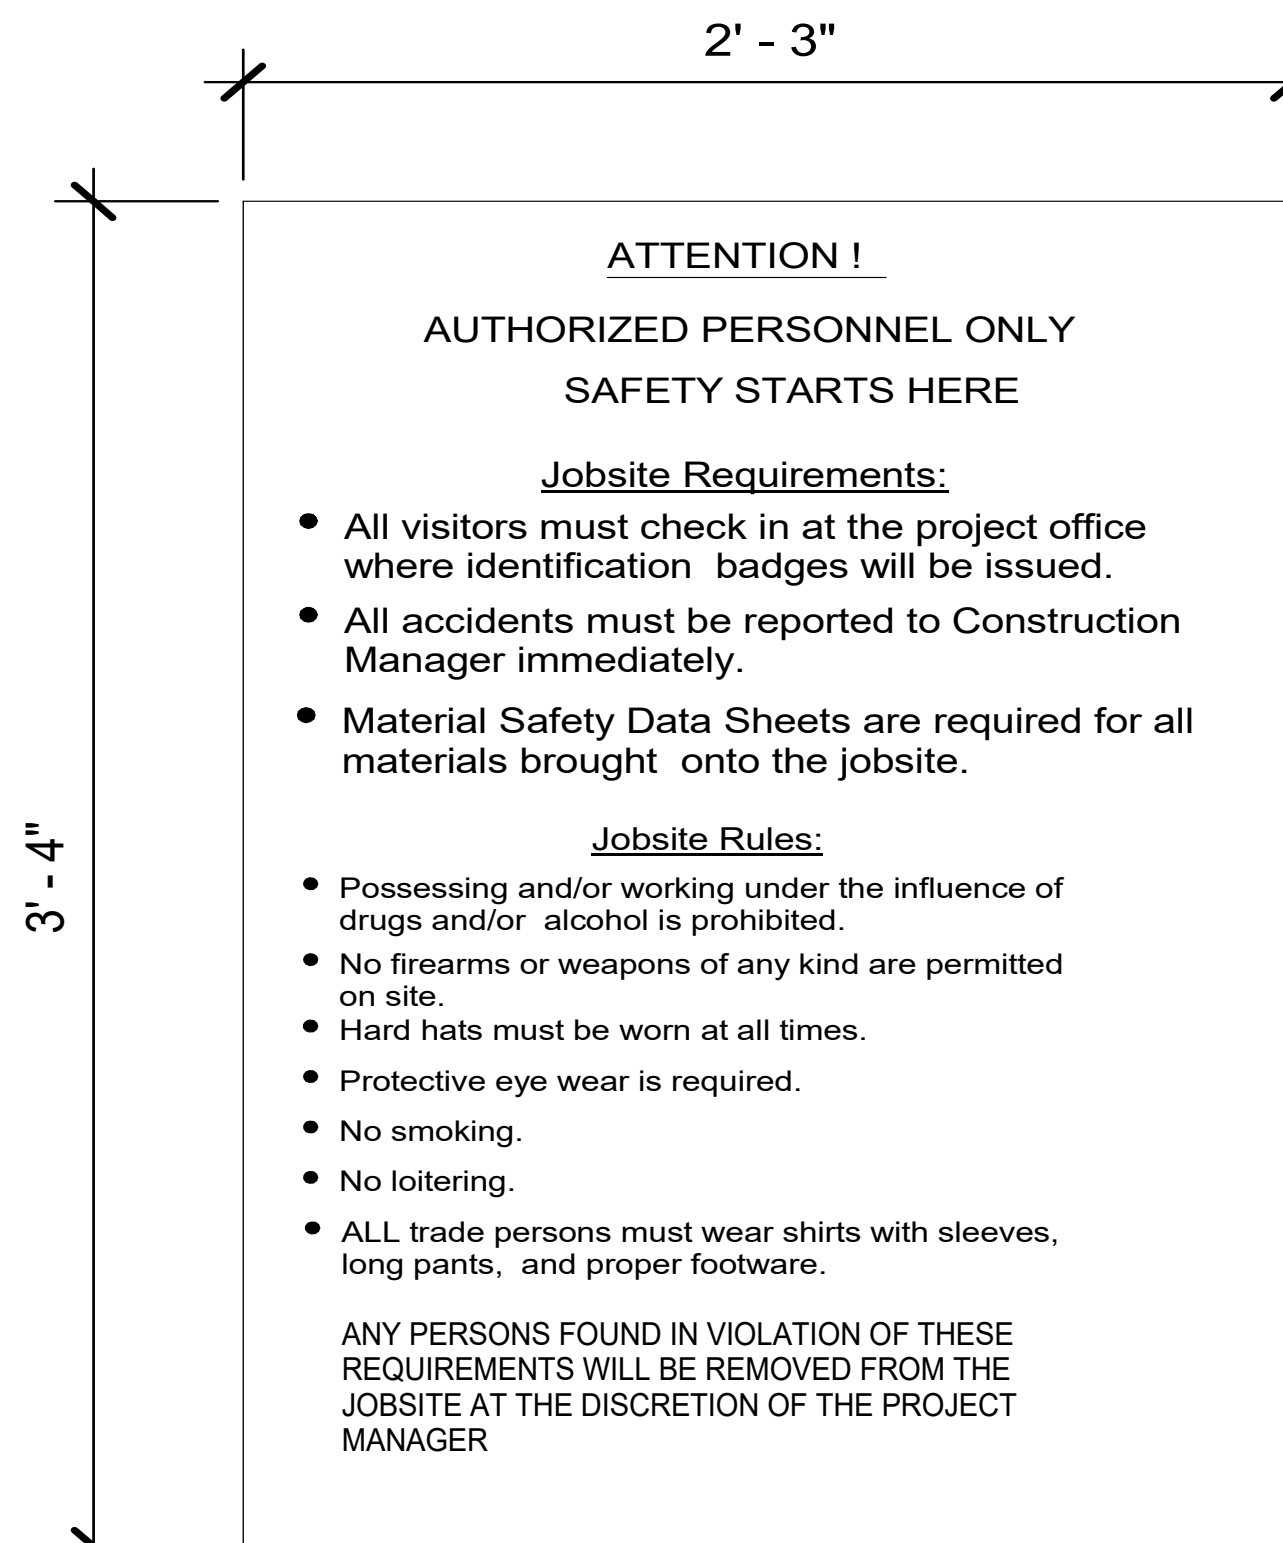 2' - 3"
ATTENTION !
AUTHORIZED PERSONNEL ONLY
SAFETY STARTS HERE
Jobsite Requirements:
• All visitors must check in at the project office
where identification  badges will be issued.
• All accidents must be reported to Construction
Manager immediately.
• Material Safety Data Sheets are required for all
materials brought  onto the jobsite.
3' - 4"
Jobsite Rules:
• Possessing and/or working under the influence of
drugs and/or  alcohol is prohibited.
• No firearms or weapons of any kind are permitted
on site.
• Hard hats must be worn at all times.
• Protective eye wear is required.
• No smoking.
• No loitering.
• ALL trade persons must wear shirts with sleeves,
long pants,  and proper footware.
ANY PERSONS FOUND IN VIOLATION OF THESE
REQUIREMENTS WILL BE REMOVED FROM THE
JOBSITE AT THE DISCRETION OF THE PROJECT
MANAGER